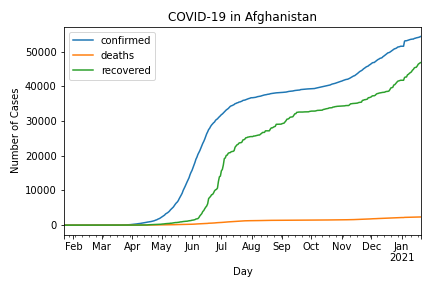 COVID-19 in Afghanistan
confirmed
deaths
recovered
Number of Cases
50000
40000
30000
20000
10000
0
Feb Mar Apr May Jun Jul Aug Sep Oct Nov Dec Jan
2021
Day